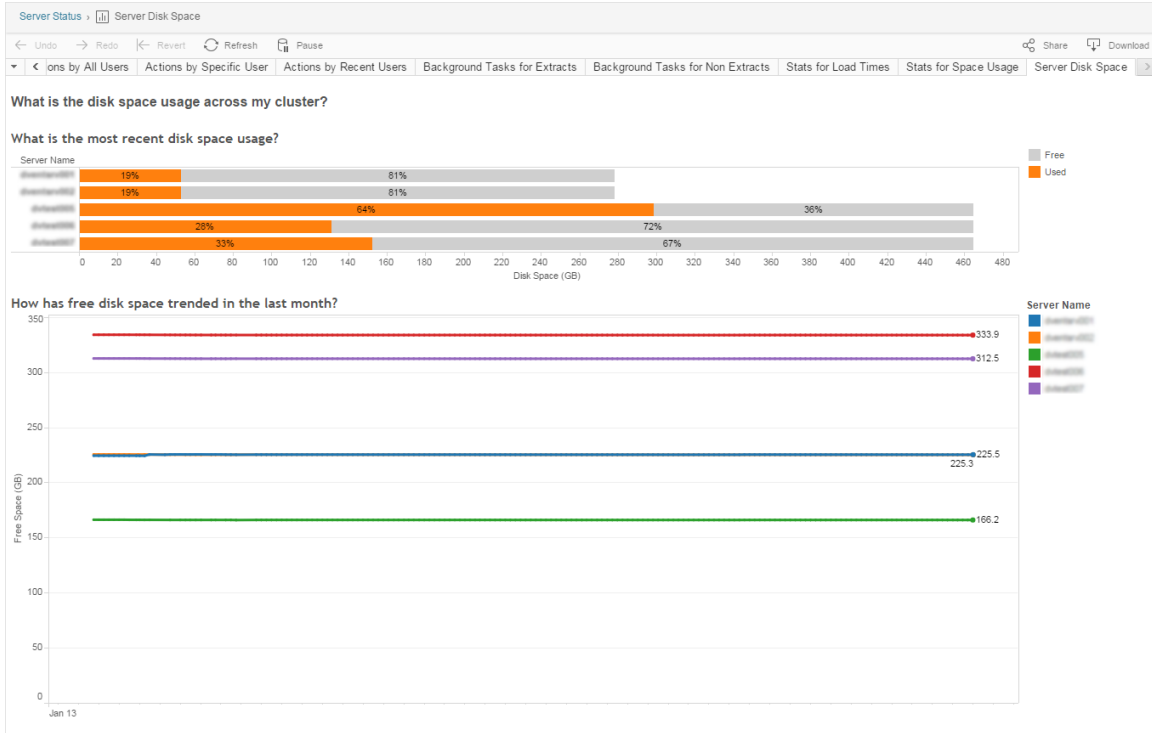 Server Status › Server Disk Space
Undo Redo Revert Refresh Pause Share Download
ons by All Users Actions by Specific User Actions by Recent Users Background Tasks for Extracts Background Tasks for Non Extracts Stats for Load Times Stats for Space Usage Server Disk Space
What is the disk space usage across my cluster?
What is the most recent disk space usage?
Server Name
Free
Used
19% 81%
19% 81%
64% 36%
28% 72%
33% 67%
0 20 40 60 80 100 120 140 160 180 200 220 240 260 280 300 320 340 360 380 400 420 440 460 480
Disk Space (GB)
How has free disk space trended in the last month?
Server Name
350
333.9
312.5
300
250
225.5
225.3
200
Free Space (GB)
166.2
150
100
50
0
Jan 13